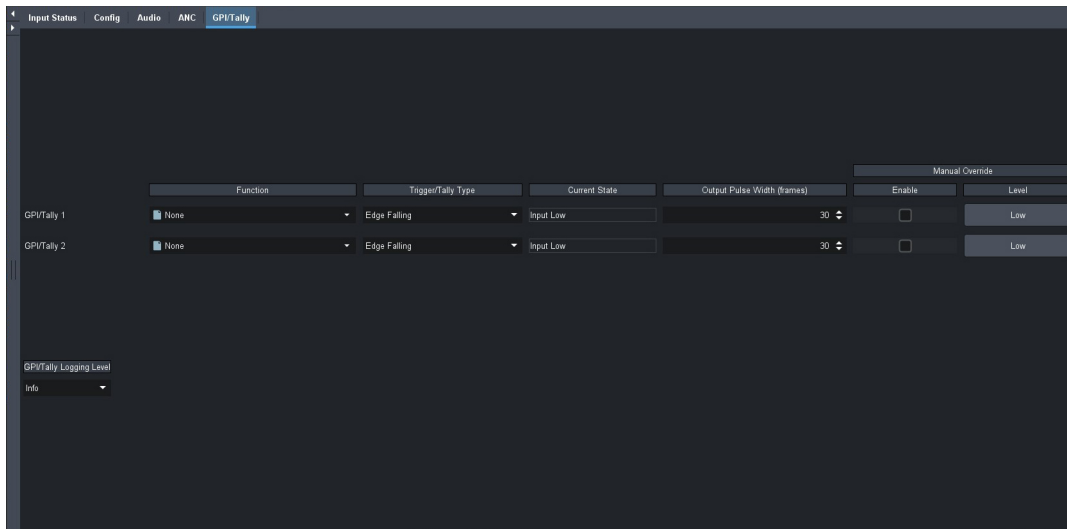 Input Status Config Audio ANC GPI/Tally
Manual Override
Function Trigger/Tally Type Current State Output Pulse Width (frames) Enable Level
GPI/Tally 1 None Edge Falling Input Low 30 Low
GPI/Tally 2 None Edge Falling Input Low 30 Low
GPI/Tally Logging Level
Info